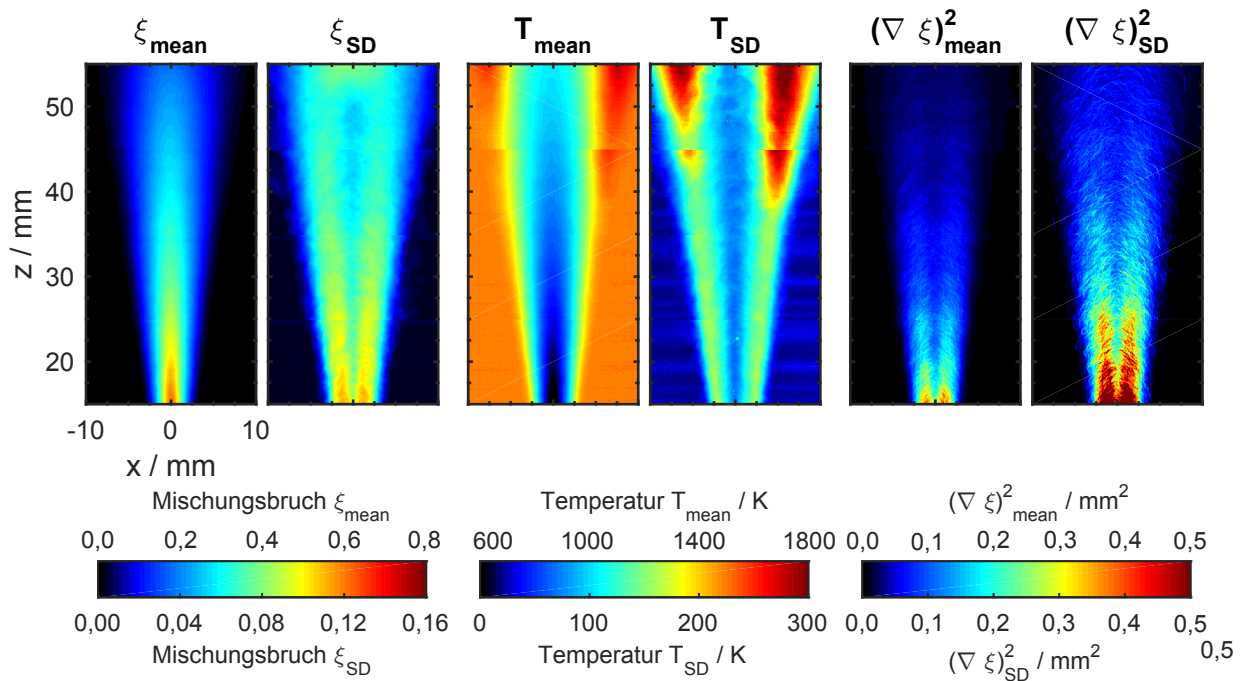 ξmean ξSD Tmean TSD (∇ ξ)²mean (∇ ξ)²SD
50
40
30
20
z / mm
-10 0 10
x / mm
Mischungsbruch ξmean Temperatur Tmean / K (∇ ξ)²mean / mm²
0,0 0,2 0,4 0,6 0,8 600 1000 1400 1800 0,0 0,1 0,2 0,3 0,4 0,5
0,00 0,04 0,08 0,12 0,16 0 100 200 300 0,0 0,1 0,2 0,3 0,4 0,5
0,5
Mischungsbruch ξSD Temperatur TSD / K (∇ ξ)²SD / mm²